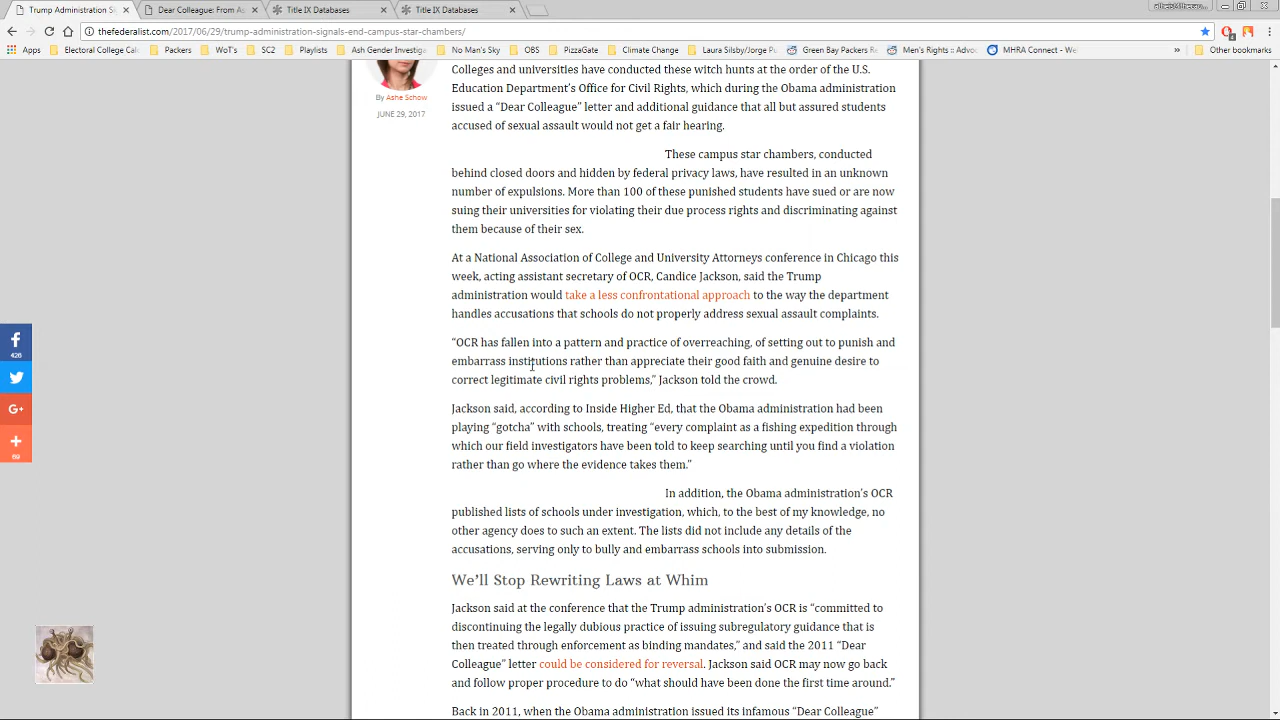 Trump Administration Si
Dear Colleague: From As
Title IX Databases
Title IX Databases
thefederalist.com/2017/06/29/trump-administration-signals-end-campus-star-chambers/
Apps
Electoral College Cal
Packers
WoT's
SC2
Playlists
Ash Gender Investiga
No Man's Sky
OBS
PizzaGate
Climate Change
Laura Silsby/Jorge Pu
Green Bay Packers R
Men's Rights :: Advoc
MHRA Connect - We
»
Other bookmarks
By Ashe Schow
JUNE 29, 2017
Colleges and universities have conducted these witch hunts at the order of the U.S.
Education Department's Office for Civil Rights, which during the Obama administration
issued a “Dear Colleague” letter and additional guidance that all but assured students
accused of sexual assault would not get a fair hearing.
These campus star chambers, conducted
behind closed doors and hidden by federal privacy laws, have resulted in an unknown
number of expulsions. More than 100 of these punished students have sued or are now
suing their universities for violating their due process rights and discriminating against
them because of their sex.
At a National Association of College and University Attorneys conference in Chicago this
week, acting assistant secretary of OCR, Candice Jackson, said the Trump
administration would take a less confrontational approach to the way the department
handles accusations that schools do not properly address sexual assault complaints.
“OCR has fallen into a pattern and practice of overreaching, of setting out to punish and
embarrass institutions rather than appreciate their good faith and genuine desire to
correct legitimate civil rights problems,” Jackson told the crowd.
Jackson said, according to Inside Higher Ed, that the Obama administration had been
playing “gotcha” with schools, treating “every complaint as a fishing expedition through
which our field investigators have been told to keep searching until you find a violation
rather than go where the evidence takes them.”
In addition, the Obama administration's OCR
published lists of schools under investigation, which, to the best of my knowledge, no
other agency does to such an extent. The lists did not include any details of the
accusations, serving only to bully and embarrass schools into submission.
We'll Stop Rewriting Laws at Whim
Jackson said at the conference that the Trump administration's OCR is “committed to
discontinuing the legally dubious practice of issuing subregulatory guidance that is
then treated through enforcement as binding mandates,” and said the 2011 “Dear
Colleague” letter could be considered for reversal. Jackson said OCR may now go back
and follow proper procedure to do “what should have been done the first time around.”
Back in 2011, when the Obama administration issued its infamous “Dear Colleague”
426
G+
69